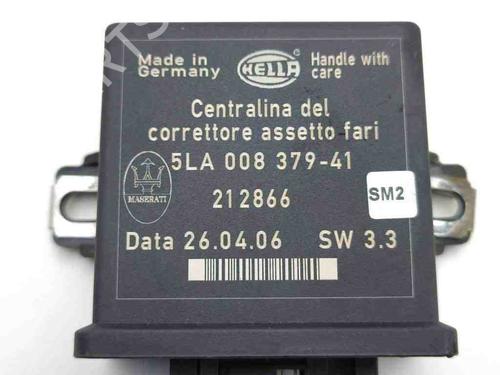 Made in
Germany
HELLA
Handle with
care
Centralina del
correttore assetto fari
5LA 008 379-41
MASERATI
212866
SM2
Data 26.04.06 SW 3.3